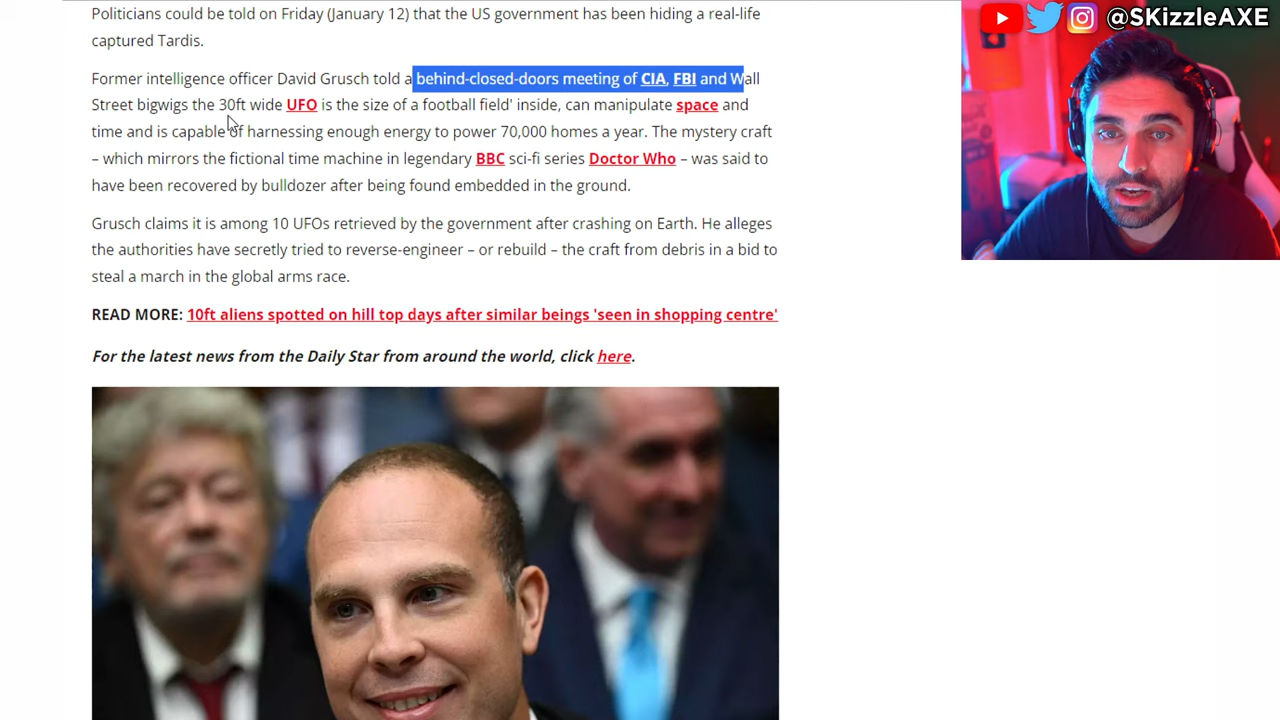 Politicians could be told on Friday (January 12) that the US government has been hiding a real-life
captured Tardis.
@SKizzleAXE
Former intelligence officer David Grusch told a behind-closed-doors meeting of CIA, FBI and Wall
Street bigwigs the 30ft wide UFO is the size of a football field' inside, can manipulate space and
time and is capable of harnessing enough energy to power 70,000 homes a year. The mystery craft
– which mirrors the fictional time machine in legendary BBC sci-fi series Doctor Who – was said to
have been recovered by bulldozer after being found embedded in the ground.
Grusch claims it is among 10 UFOs retrieved by the government after crashing on Earth. He alleges
the authorities have secretly tried to reverse-engineer – or rebuild – the craft from debris in a bid to
steal a march in the global arms race.
READ MORE: 10ft aliens spotted on hill top days after similar beings 'seen in shopping centre'
For the latest news from the Daily Star from around the world, click here.